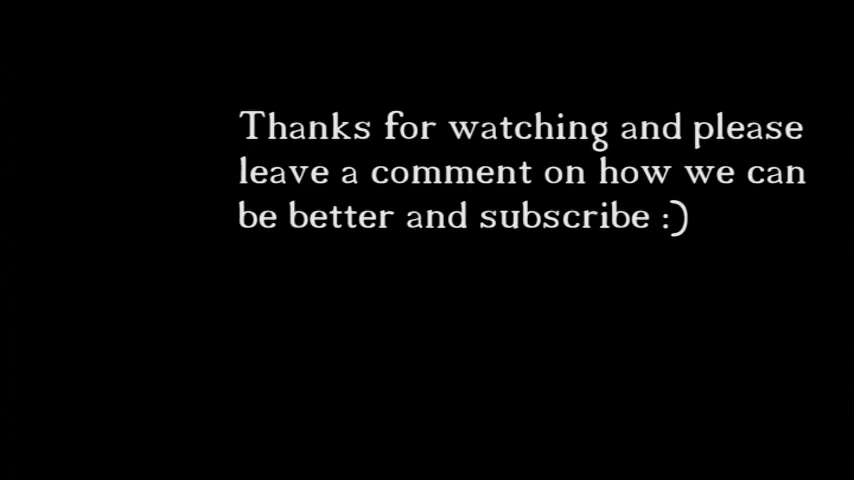 Thanks for watching and please
leave a comment on how we can
be better and subscribe :)